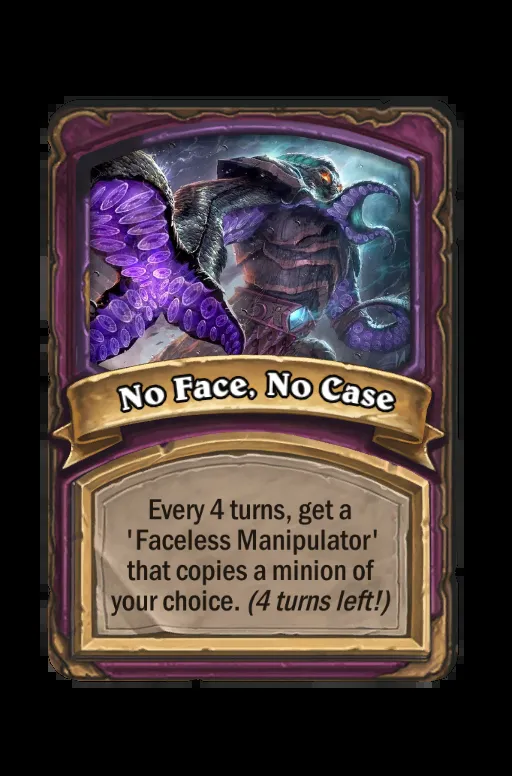 No Face, No Case
Every 4 turns, get a
'Faceless Manipulator'
that copies a minion of
your choice. (4 turns left!)